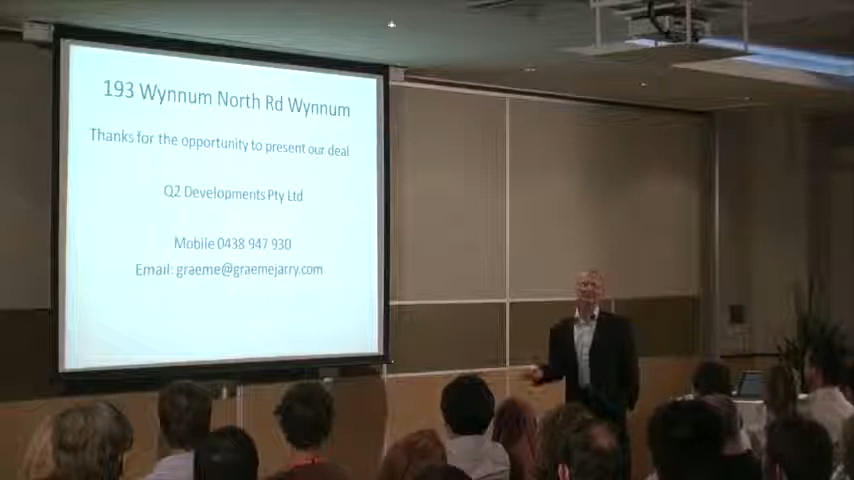 193 Wynnum North Rd Wynnum
Thanks for the opportunity to present our deal
Q2 Developments Pty Ltd
Mobile 0438 947 930
Email: graeme@graemejarry.com